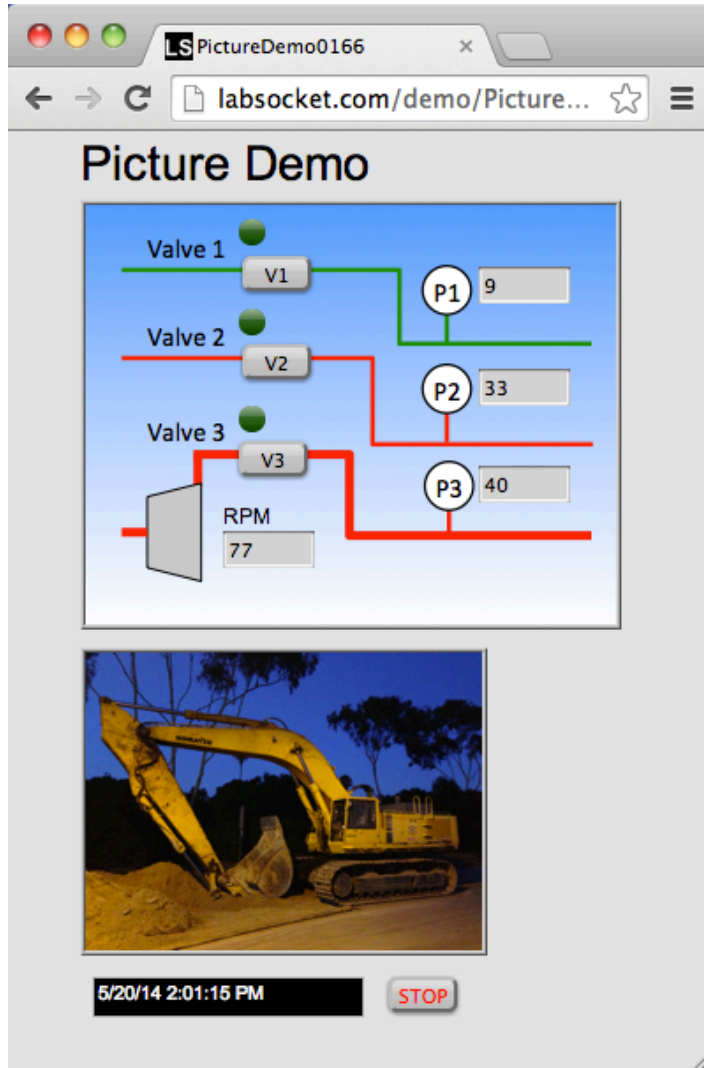 LS PictureDemo0166
labsocket.com/demo/Picture...
Picture Demo
Valve 1
V1
P1 9
Valve 2
V2
P2 33
Valve 3
V3
P3 40
RPM
77
KOMATSU
5/20/14 2:01:15 PM
STOP